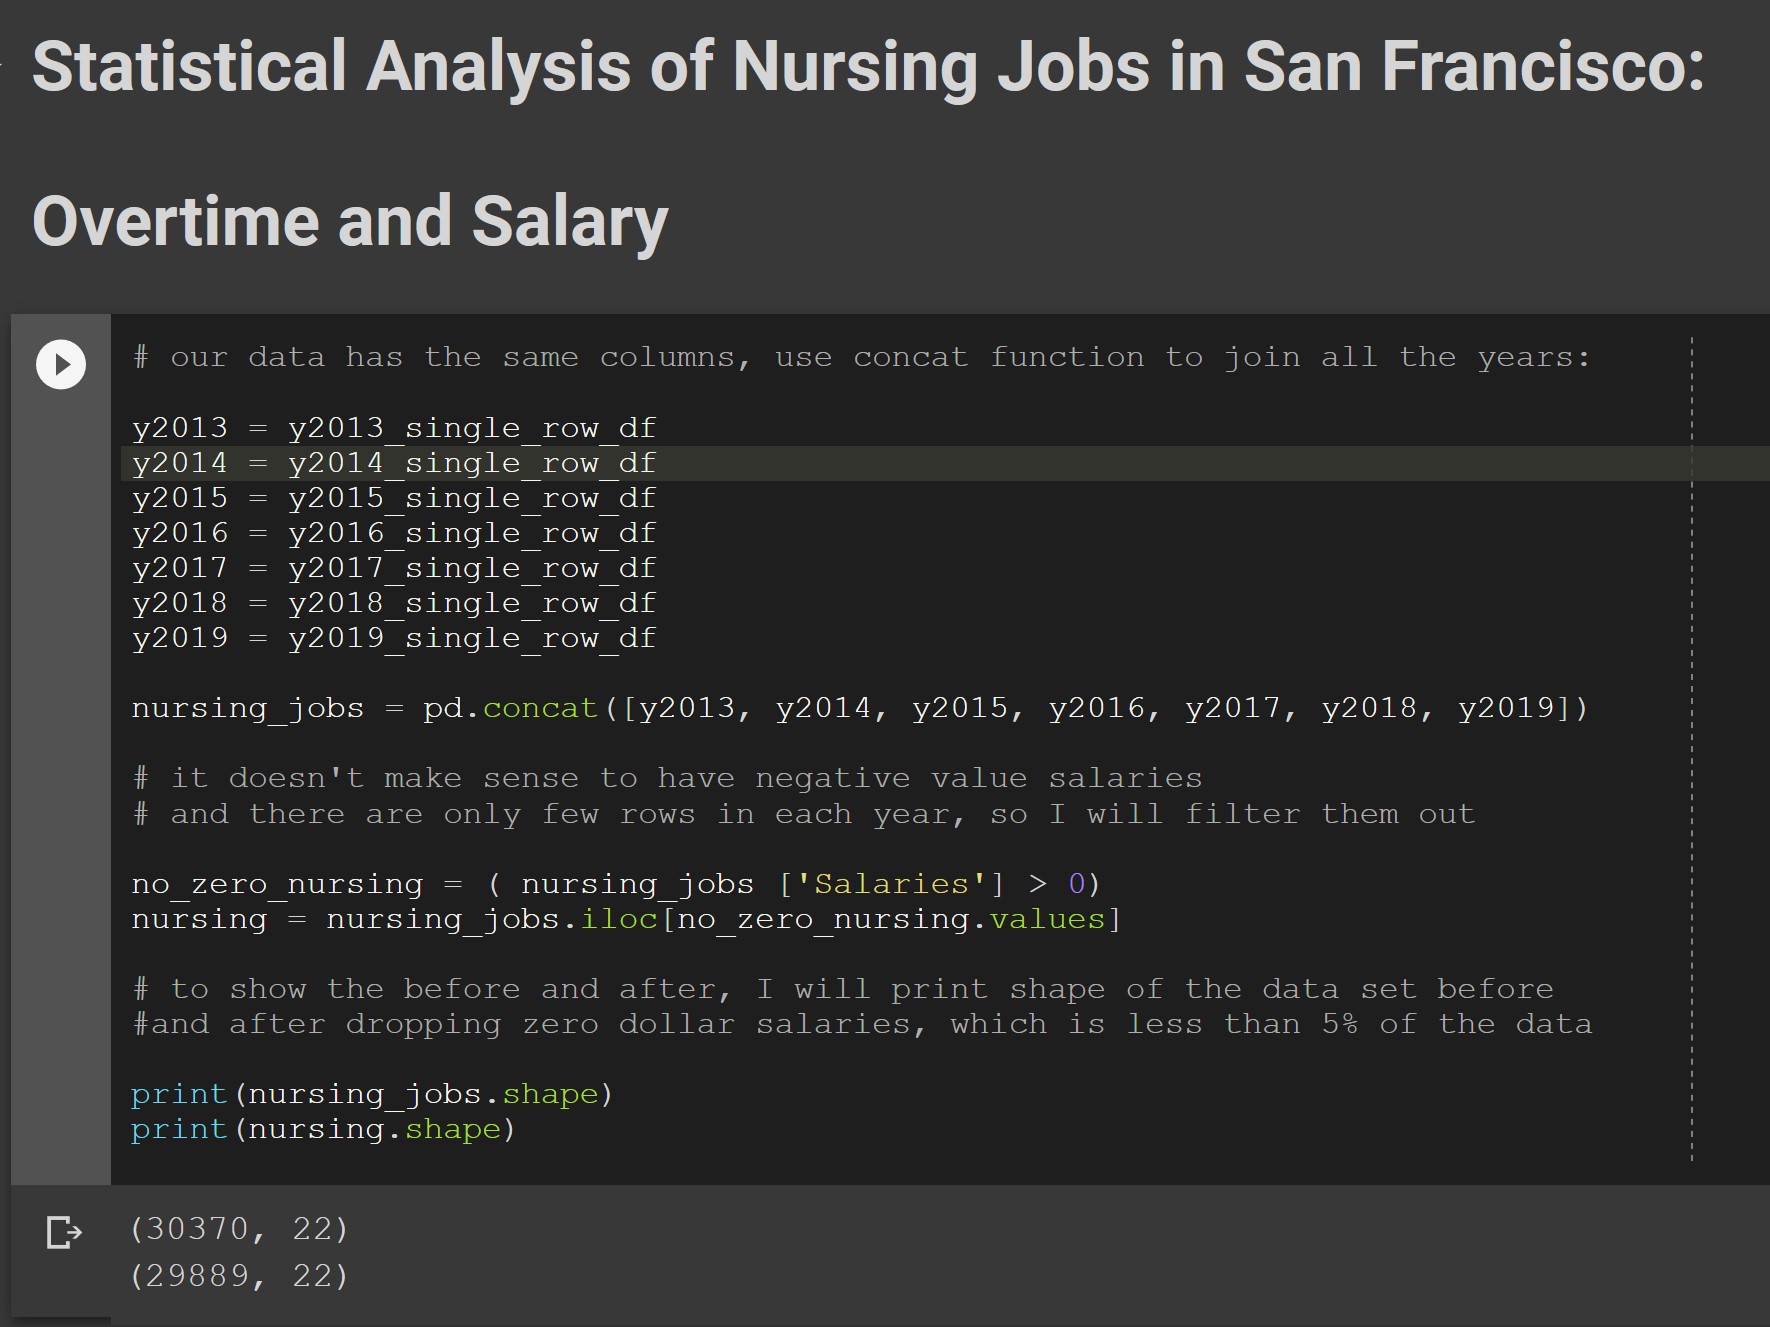 Statistical Analysis of Nursing Jobs in San Francisco:
Overtime and Salary
# our data has the same columns, use concat function to join all the years:
y2013 = y2013_single_row_df
y2014 = y2014_single_row_df
y2015 = y2015_single_row_df
y2016 = y2016_single_row_df
y2017 = y2017_single_row_df
y2018 = y2018_single_row_df
y2019 = y2019_single_row_df
nursing_jobs = pd.concat([y2013, y2014, y2015, y2016, y2017, y2018, y2019])
# it doesn't make sense to have negative value salaries
# and there are only few rows in each year, so I will filter them out
no_zero_nursing = ( nursing_jobs ['Salaries'] > 0)
nursing = nursing_jobs.iloc[no_zero_nursing.values]
# to show the before and after, I will print shape of the data set before
#and after dropping zero dollar salaries, which is less than 5% of the data
print(nursing_jobs.shape)
print(nursing.shape)
(30370, 22)
(29889, 22)